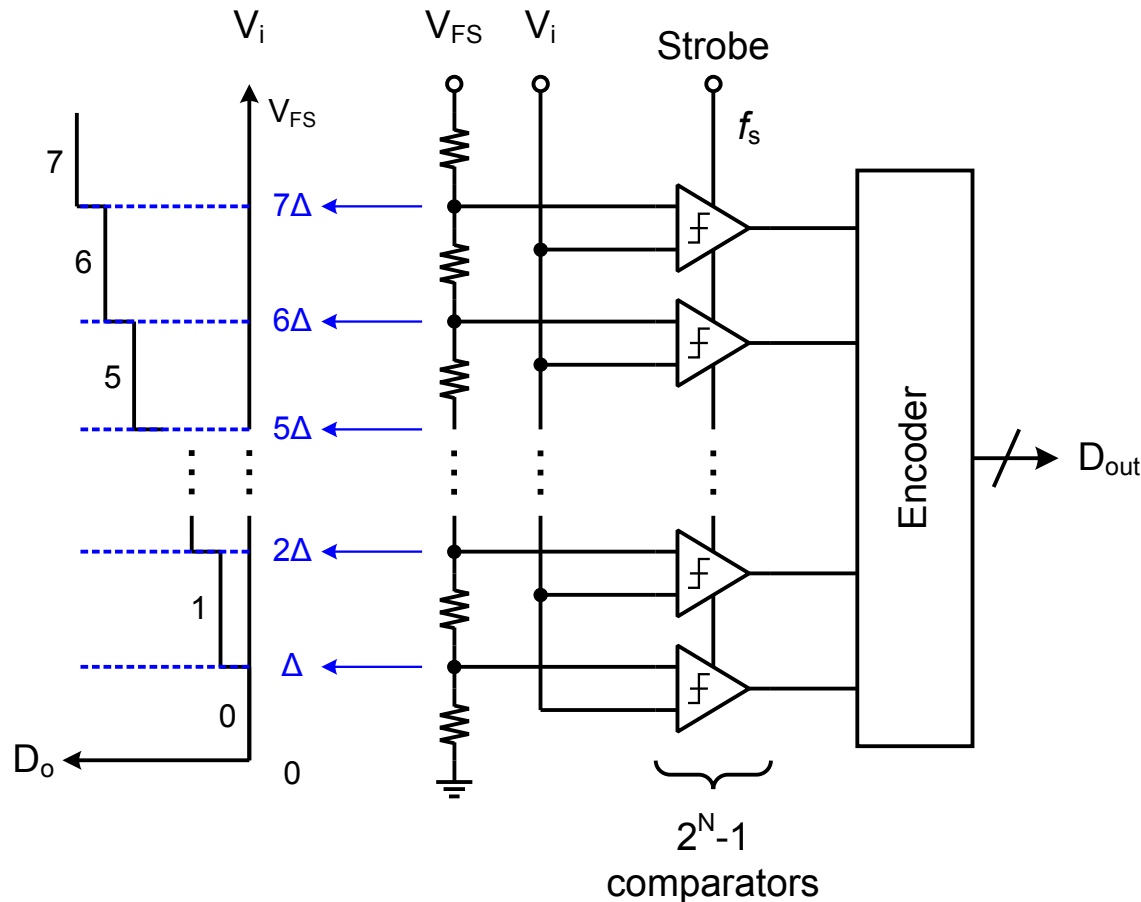 Vi
VFS
Vi
Strobe
VFS
fs
7
7Δ
6
6Δ
5
5Δ
Encoder
Dout
2Δ
1
Δ
0
Do
0
2^N-1
comparators